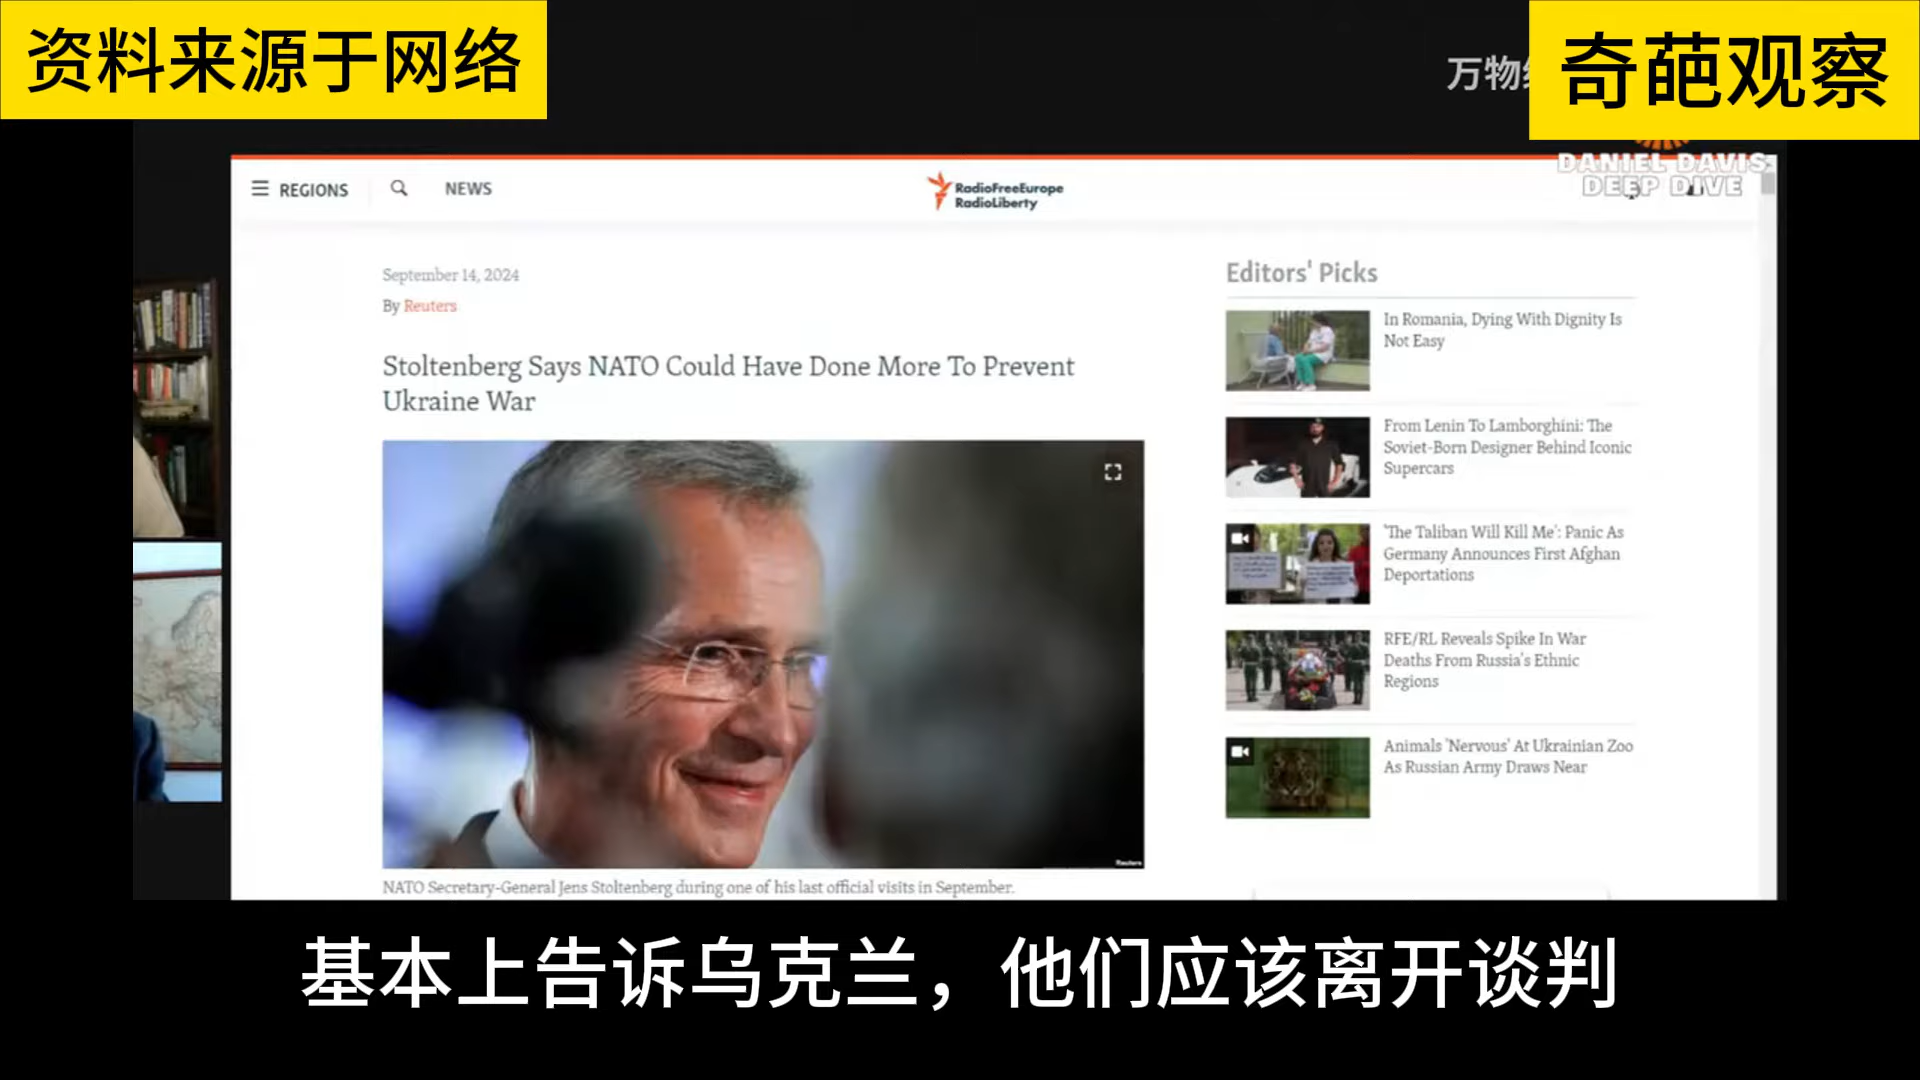 资料来源于网络
万物
奇葩观察
DANIEL DAVIS
DEEP DIVE
REGIONS
NEWS
RadioFreeEurope
RadioLiberty
September 14, 2024
By Reuters
Stoltenberg Says NATO Could Have Done More To Prevent
Ukraine War
Reuters
NATO Secretary-General Jens Stoltenberg during one of his last official visits in September.
Editors' Picks
In Romania, Dying With Dignity Is
Not Easy
From Lenin To Lamborghini: The
Soviet-Born Designer Behind Iconic
Supercars
'The Taliban Will Kill Me': Panic As
Germany Announces First Afghan
Deportations
RFE/RL Reveals Spike In War
Deaths From Russia's Ethnic
Regions
Animals 'Nervous' At Ukrainian Zoo
As Russian Army Draws Near
基本上告诉乌克兰，他们应该离开谈判